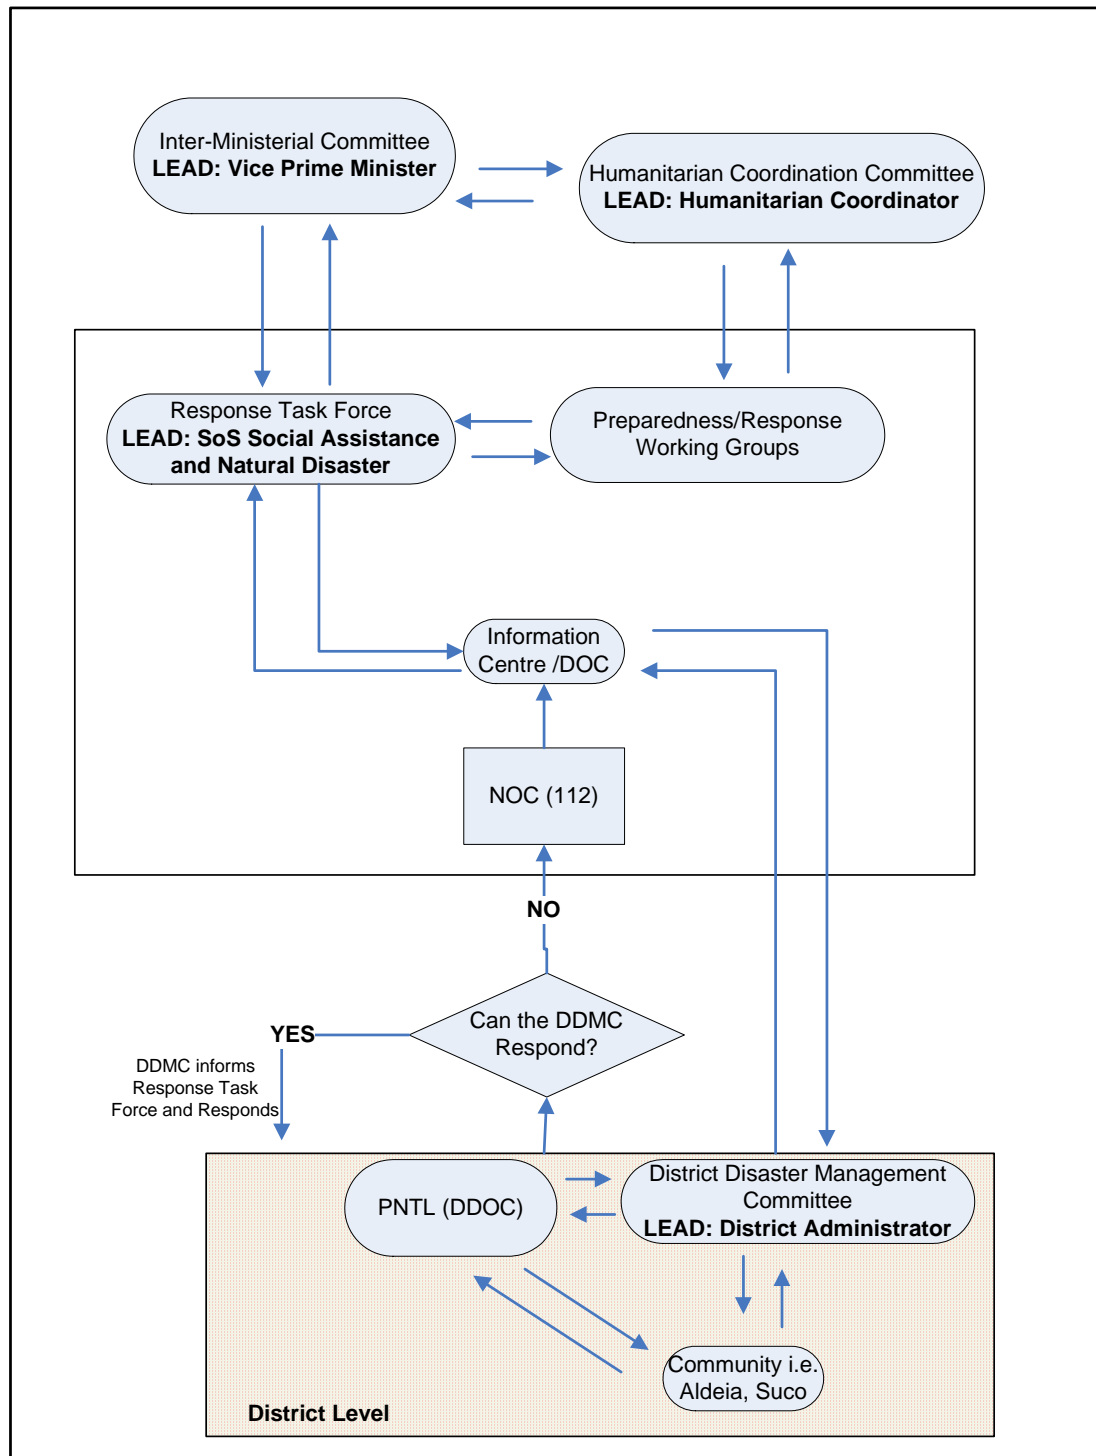 Inter-Ministerial Committee
LEAD: Vice Prime Minister
Humanitarian Coordination Committee
LEAD: Humanitarian Coordinator
Response Task Force
LEAD: SoS Social Assistance
and Natural Disaster
Preparedness/Response
Working Groups
Information
Centre /DOC
NOC (112)
NO
Can the DDMC
Respond?
YES
DDMC informs
Response Task
Force and Responds
PNTL (DDOC)
District Disaster Management
Committee
LEAD: District Administrator
Community i.e.
Aldeia, Suco
District Level